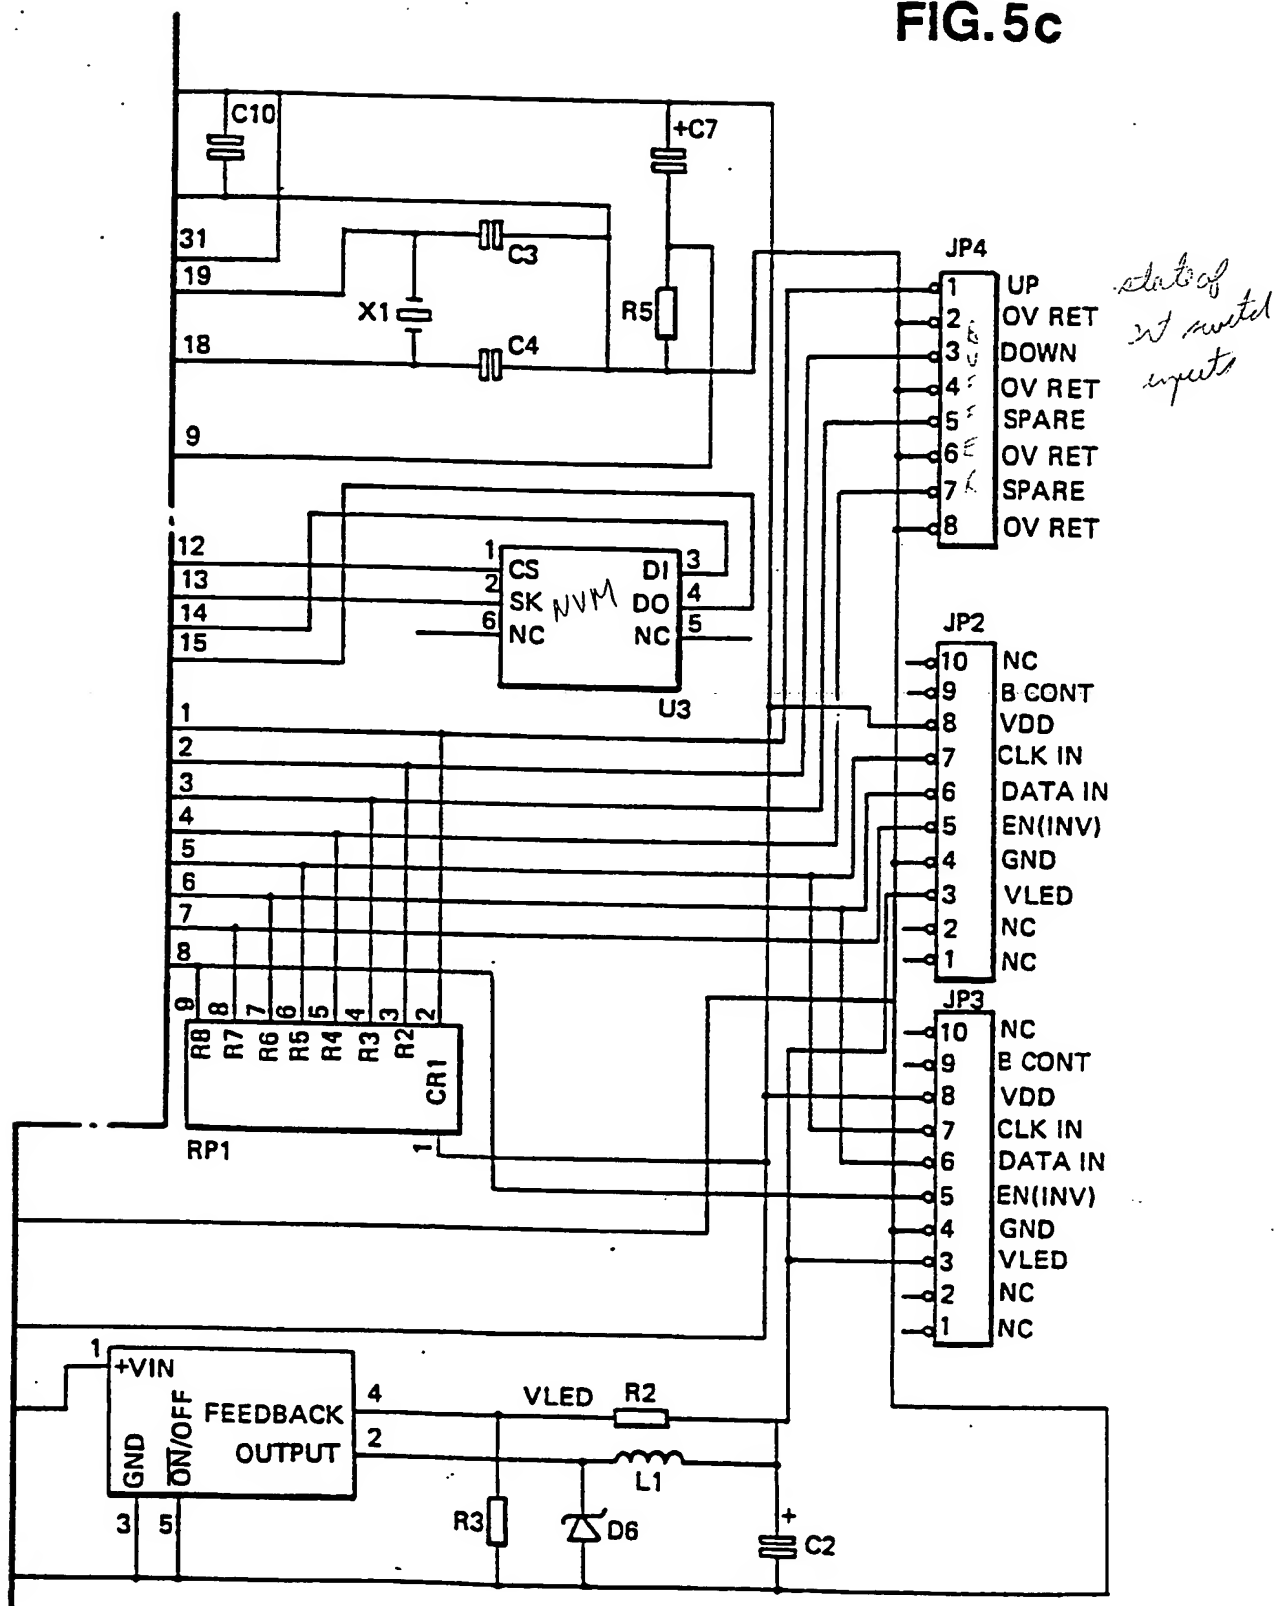 FIG.5c
C10
+C7
31
19
C3
X1
R5
18
C4
9
JP4
1 UP
2 OV RET
3 DOWN
4 OV RET
5 SPARE
6 OV RET
7 SPARE
8 OV RET
state of
switch
inputs
12
13
14
15
1 CS
2 SK
6 NC
NVM
DI 3
DO 4
NC 5
U3
JP2
10 NC
9 B CONT
8 VDD
7 CLK IN
6 DATA IN
5 EN(INV)
4 GND
3 VLED
2 NC
1 NC
1
2
3
4
5
6
7
8
9 8 7 6 5 4 3 2
R8 R7 R6 R5 R4 R3 R2
CR1
RP1
1
JP3
10 NC
9 B CONT
8 VDD
7 CLK IN
6 DATA IN
5 EN(INV)
4 GND
3 VLED
2 NC
1 NC
1
+VIN
FEEDBACK
OUTPUT
GND
ON/OFF
4
2
3
5
VLED
R2
L1
R3
D6
+
C2